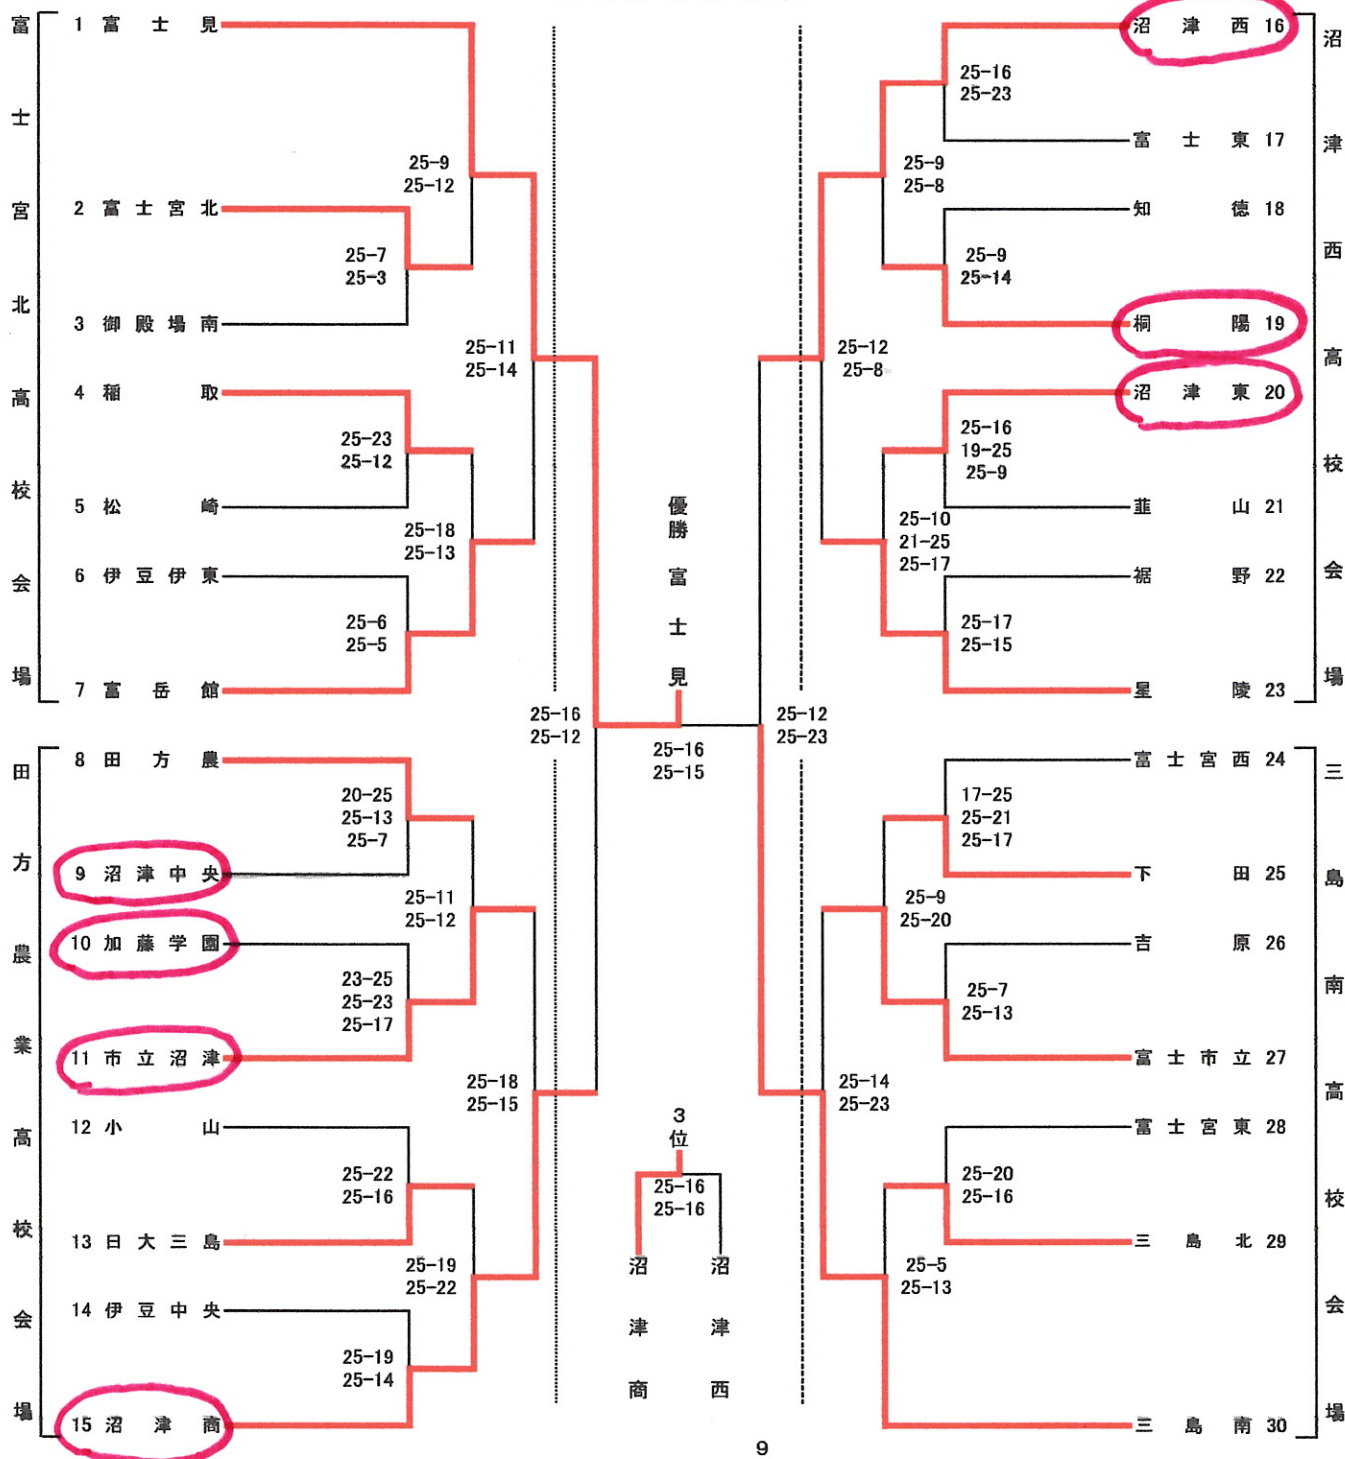 富士宮北高校会場
1 富士見
25-9
25-12
2 富士宮北
25-7
25-3
3 御殿場南
25-11
25-14
4 稲取
25-23
25-12
5 松崎
25-18
25-13
6 伊豆伊東
25-6
25-5
7 富岳館
25-16
25-12
田方農業高校会場
8 田方農
20-25
25-13
25-7
9 沼津中央
25-11
25-12
10 加藤学園
23-25
25-23
25-17
11 市立沼津
25-18
25-15
12 小山
25-22
25-16
13 日大三島
25-19
25-22
14 伊豆中央
25-19
25-14
15 沼津商
優勝 富士見
25-16
25-15
3位
25-16
25-16
沼津商
沼津西
沼津西高校会場
沼津西 16
25-16
25-23
富士東 17
25-9
25-8
知徳 18
25-9
25-14
桐陽 19
25-12
25-8
沼津東 20
25-16
19-25
25-9
韮山 21
25-10
21-25
25-17
裾野 22
25-17
25-15
星陵 23
25-12
25-23
三島南高校会場
富士宮西 24
17-25
25-21
25-17
下田 25
25-9
25-20
吉原 26
25-7
25-13
富士市立 27
25-14
25-23
富士宮東 28
25-20
25-16
三島北 29
25-5
25-13
三島南 30
9